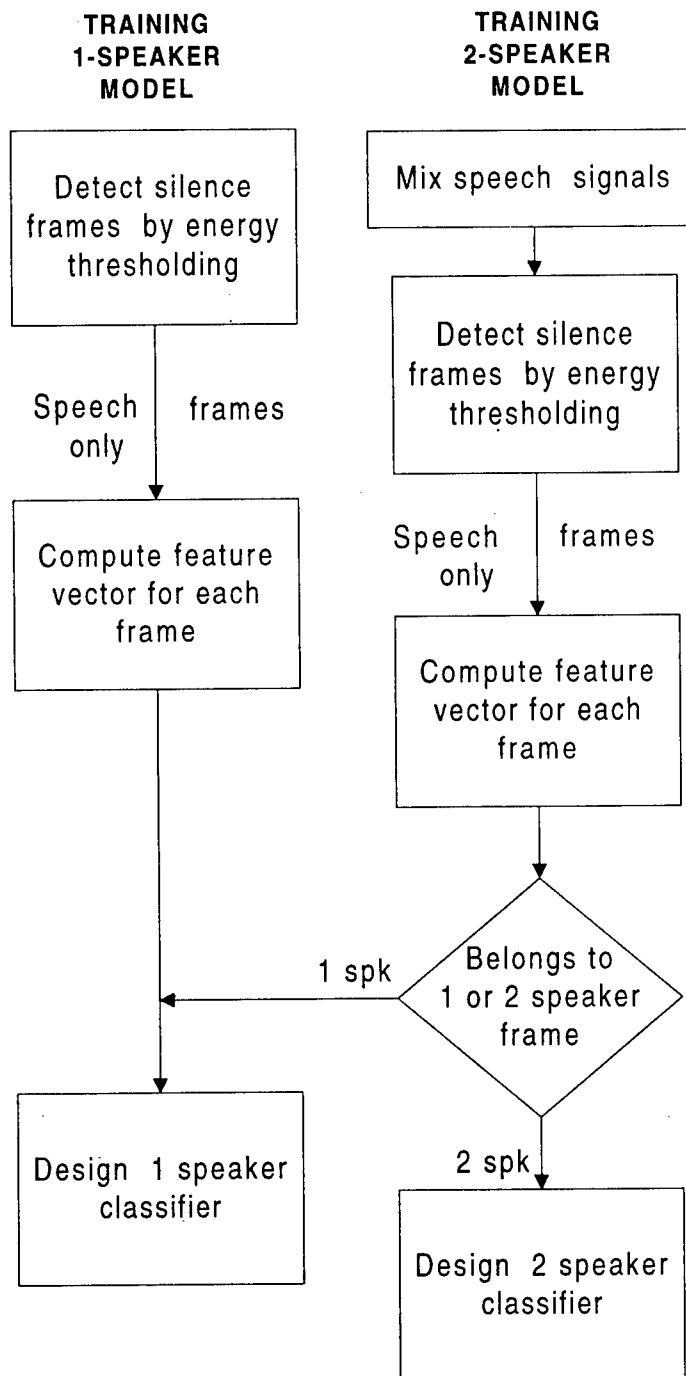 TRAINING
1-SPEAKER
MODEL
Detect silence
frames by energy
thresholding
Speech frames
only
Compute feature
vector for each
frame
Design 1 speaker
classifier
TRAINING
2-SPEAKER
MODEL
Mix speech signals
Detect silence
frames by energy
thresholding
Speech frames
only
Compute feature
vector for each
frame
Belongs to
1 or 2 speaker
frame
1 spk
2 spk
Design 2 speaker
classifier